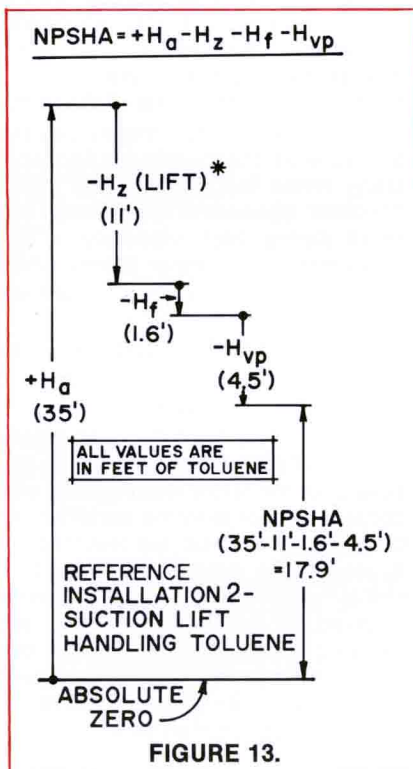 NPSHA = +Ha - Hz - Hf - Hvp
-Hz (LIFT)*
(11')
-Hf
(1.6')
-Hvp
(4.5')
+Ha
(35')
ALL VALUES ARE
IN FEET OF TOLUENE
NPSHA
(35'-11'-1.6'-4.5')
=17.9'
REFERENCE
INSTALLATION 2-
SUCTION LIFT
HANDLING TOLUENE
ABSOLUTE
ZERO
FIGURE 13.